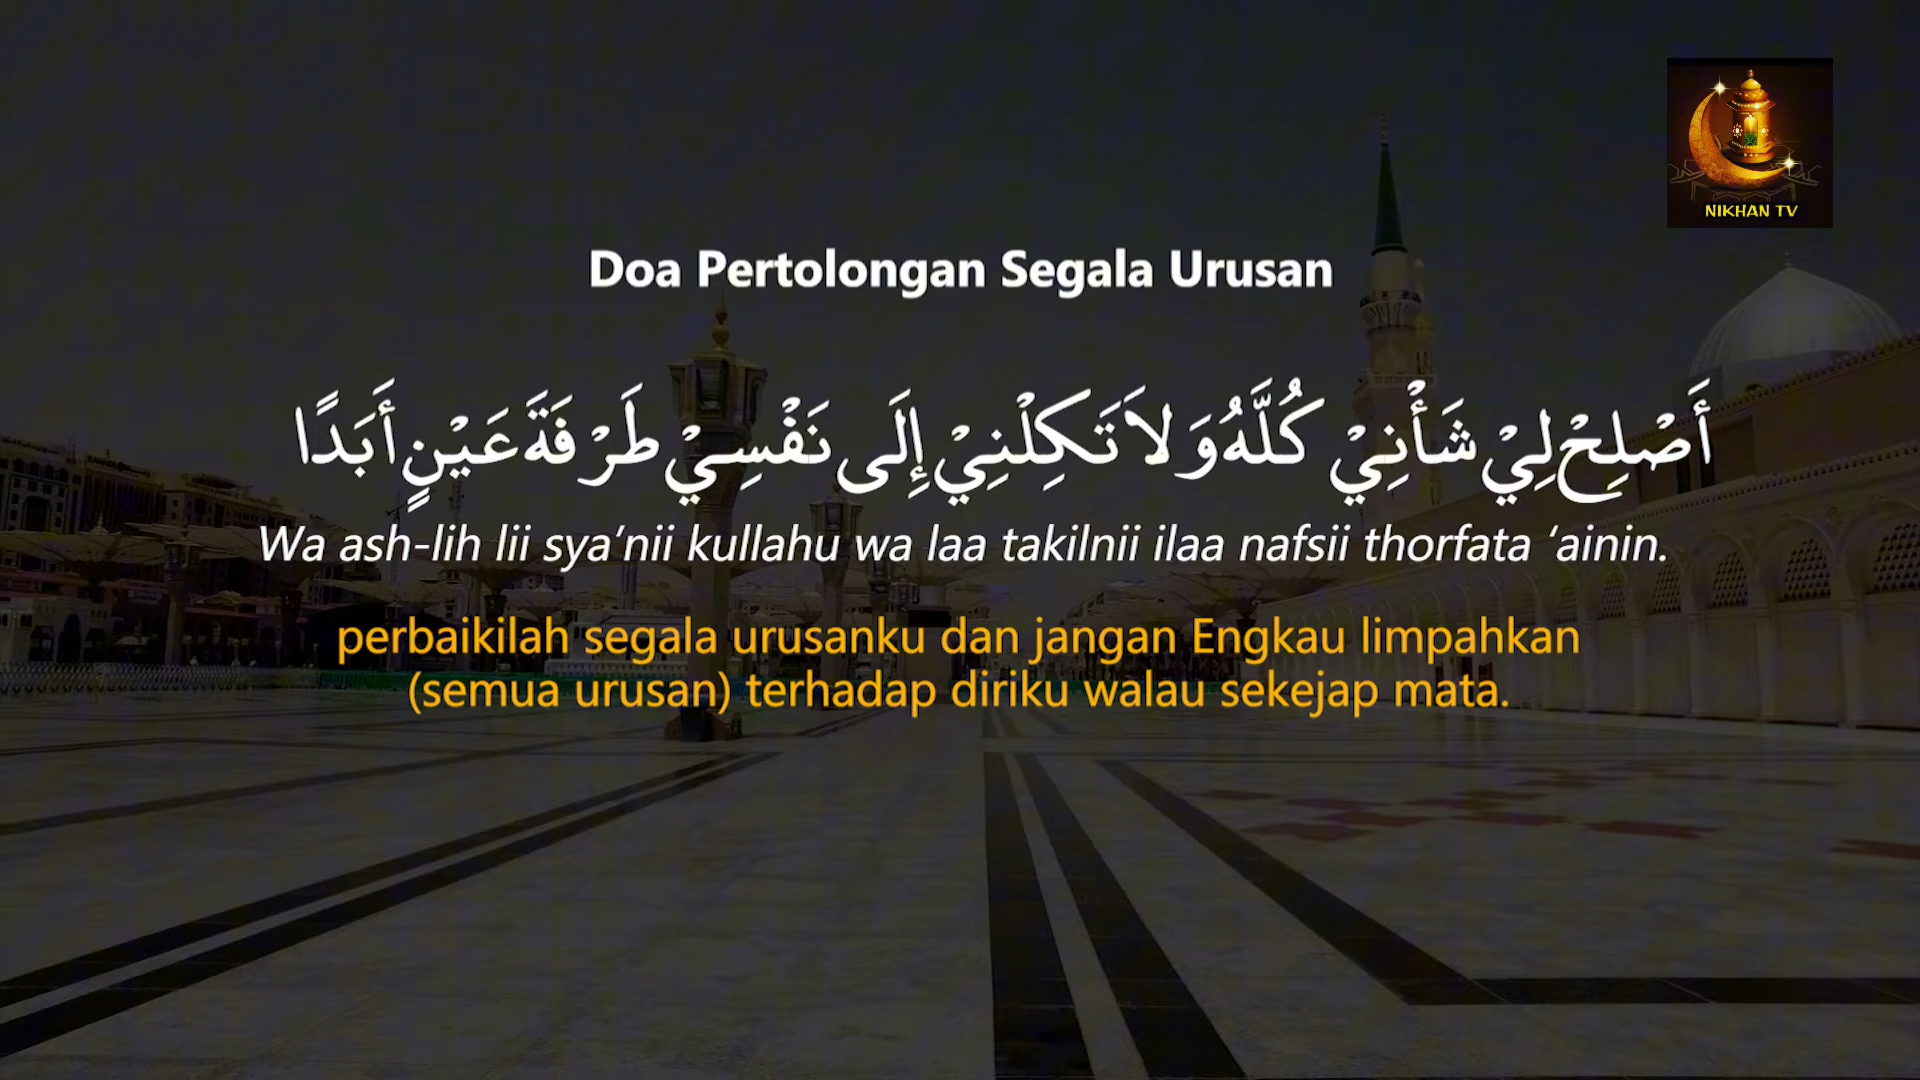 NIKHAN TV
Doa Pertolongan Segala Urusan
أَصْلِحْ لِيْ شَأْنِيْ كُلَّهُ وَلاَ تَكِلْنِيْ إِلَى نَفْسِيْ طَرْفَةَ عَيْنٍ أَبَدًا
Wa ash-lih lii sya‘nii kullahu wa laa takilnii ilaa nafsii thorfata ‘ainin.
perbaikilah segala urusanku dan jangan Engkau limpahkan
(semua urusan) terhadap diriku walau sekejap mata.